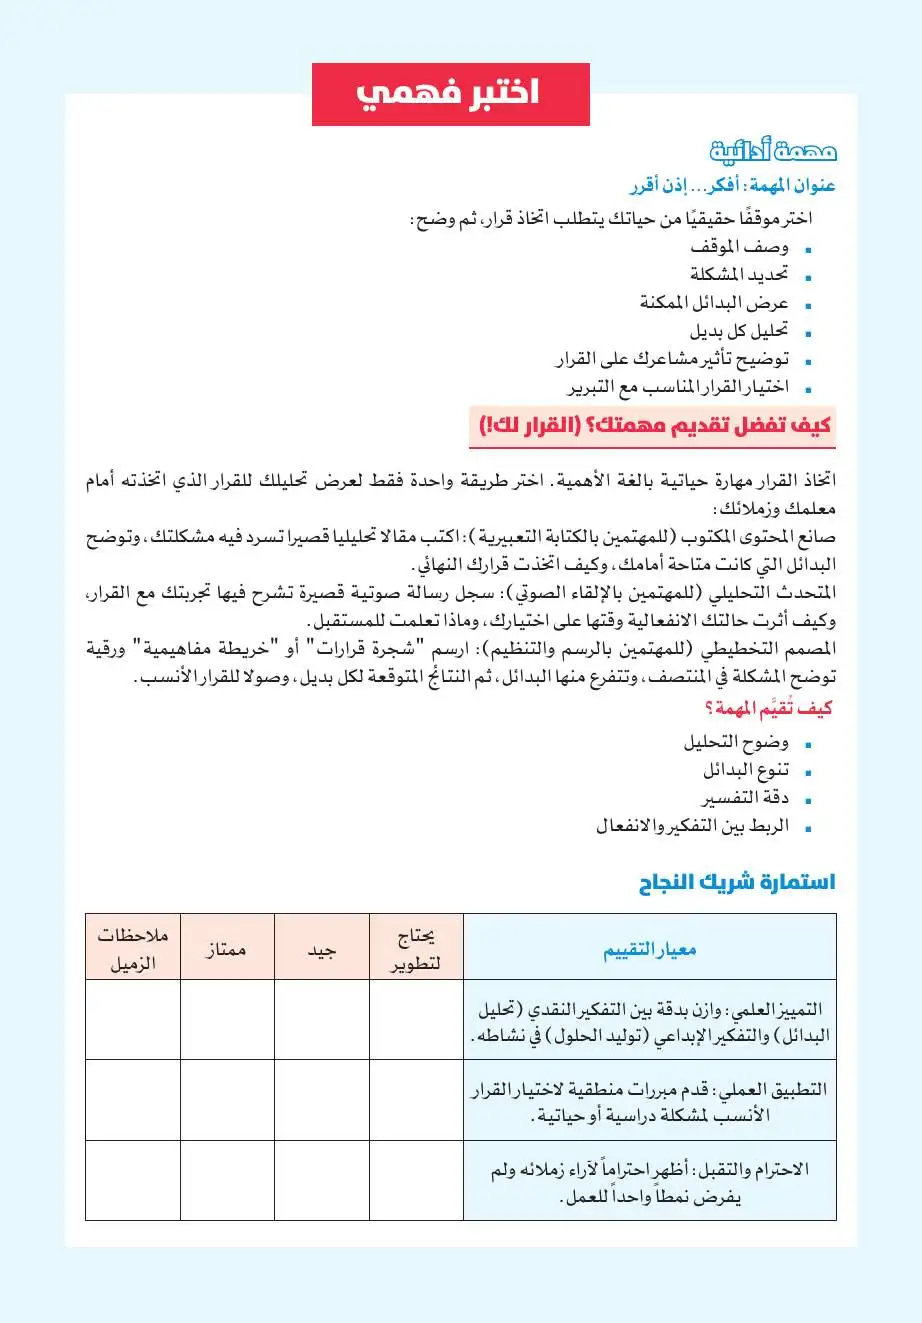 اختبر فهمي
مهمة أدائية
عنوان المهمة: أفكر... إذن أقرر
اختر موقفًا حقيقيًا من حياتك يتطلب اتخاذ قرار، ثم وضح:
▪ وصف الموقف
▪ تحديد المشكلة
▪ عرض البدائل الممكنة
▪ تحليل كل بديل
▪ توضيح تأثير مشاعرك على القرار
▪ اختيار القرار المناسب مع التبرير
كيف تفضل تقديم مهمتك؟ (القرار لك!)
اتخاذ القرار مهارة حياتية بالغة الأهمية. اختر طريقة واحدة فقط لعرض تحليلك للقرار الذي اتخذته أمام
معلمك وزملائك:
صانع المحتوى المكتوب (للمهتمين بالكتابة التعبيرية): اكتب مقالا تحليليا قصيرا تسرد فيه مشكلتك، وتوضح
البدائل التي كانت متاحة أمامك، وكيف اتخذت قرارك النهائي.
المتحدث التحليلي (للمهتمين بالإلقاء الصوتي): سجل رسالة صوتية قصيرة تشرح فيها تجربتك مع القرار،
وكيف أثرت حالتك الانفعالية وقتها على اختيارك، وماذا تعلمت للمستقبل.
المصمم التخطيطي (للمهتمين بالرسم والتنظيم): ارسم "شجرة قرارات" أو "خريطة مفاهيمية" ورقية
توضح المشكلة في المنتصف، وتتفرع منها البدائل، ثم النتائج المتوقعة لكل بديل، وصولا للقرار الأنسب.
كيف تُقيَّم المهمة؟
▪ وضوح التحليل
▪ تنوع البدائل
▪ دقة التفسير
▪ الربط بين التفكير والانفعال
استمارة شريك النجاح
معيار التقييم
يحتاج
لتطوير
جيد
ممتاز
ملاحظات
الزميل
التمييز العلمي: وازن بدقة بين التفكير النقدي (تحليل
البدائل) والتفكير الإبداعي (توليد الحلول) في نشاطه.
التطبيق العملي: قدم مبررات منطقية لاختيار القرار
الأنسب لمشكلة دراسية أو حياتية.
الاحترام والتقبل: أظهر احتراماً لآراء زملائه ولم
يفرض نمطاً واحداً للعمل.